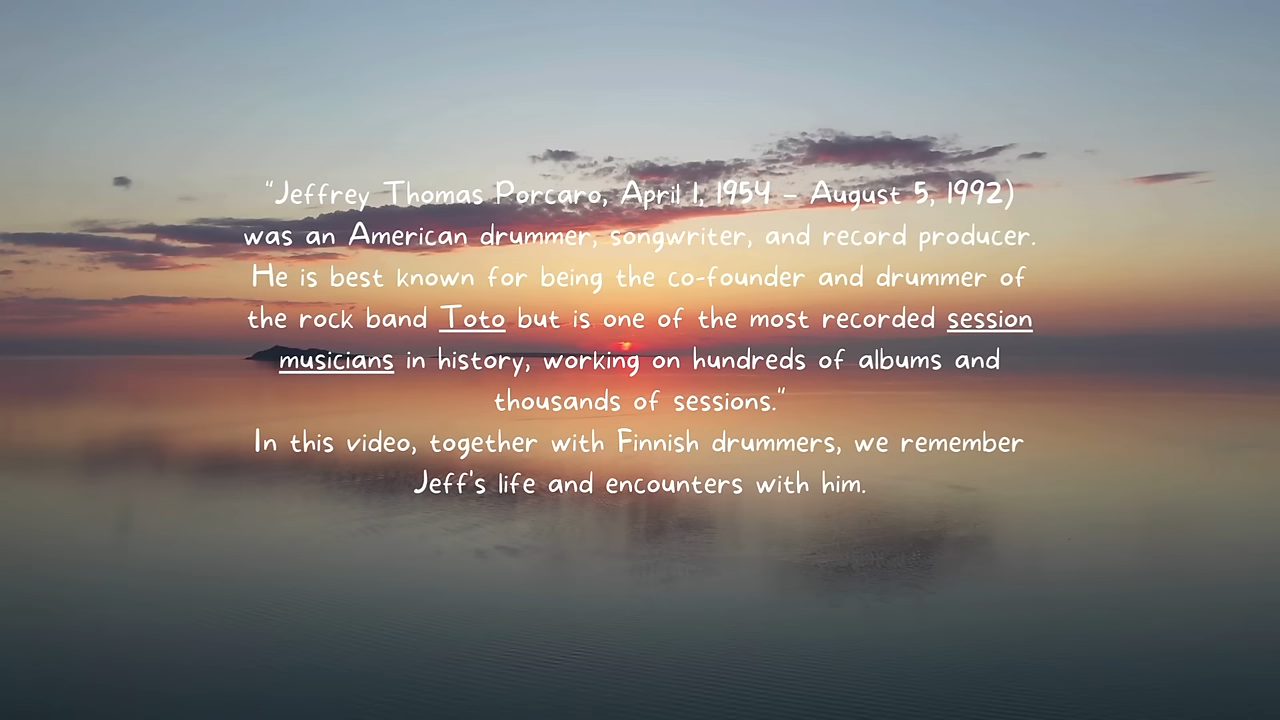 "Jeffrey Thomas Porcaro, April 1, 1954 – August 5, 1992)
was an American drummer, songwriter, and record producer.
He is best known for being the co-founder and drummer of
the rock band Toto but is one of the most recorded session
musicians in history, working on hundreds of albums and
thousands of sessions."
In this video, together with Finnish drummers, we remember
Jeff's life and encounters with him.